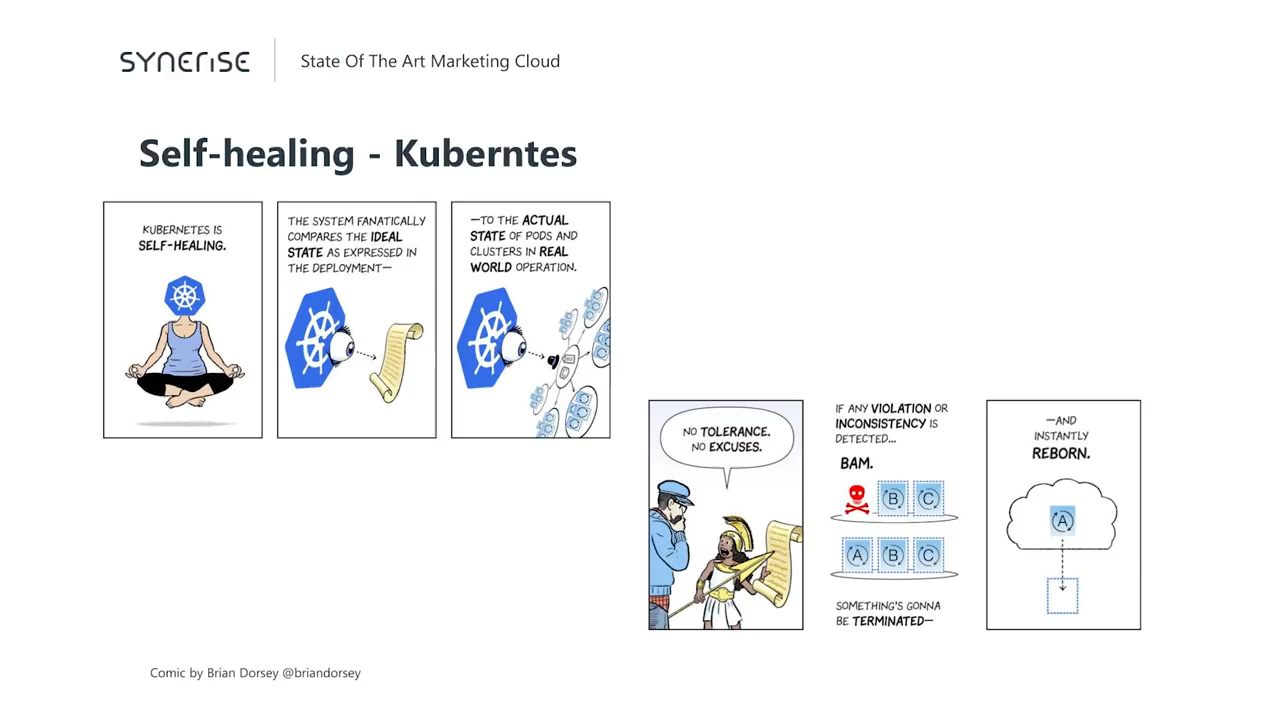 SYNERISE
State Of The Art Marketing Cloud
Self-healing - Kuberntes
KUBERNETES IS
SELF-HEALING.
THE SYSTEM FANATICALLY
COMPARES THE IDEAL
STATE AS EXPRESSED IN
THE DEPLOYMENT—
—TO THE ACTUAL
STATE OF PODS AND
CLUSTERS IN REAL
WORLD OPERATION.
NO TOLERANCE.
NO EXCUSES.
IF ANY VIOLATION OR
INCONSISTENCY IS
DETECTED...
BAM.
B C
A B C
SOMETHING'S GONNA
BE TERMINATED—
—AND
INSTANTLY
REBORN.
A
Comic by Brian Dorsey @briandorsey